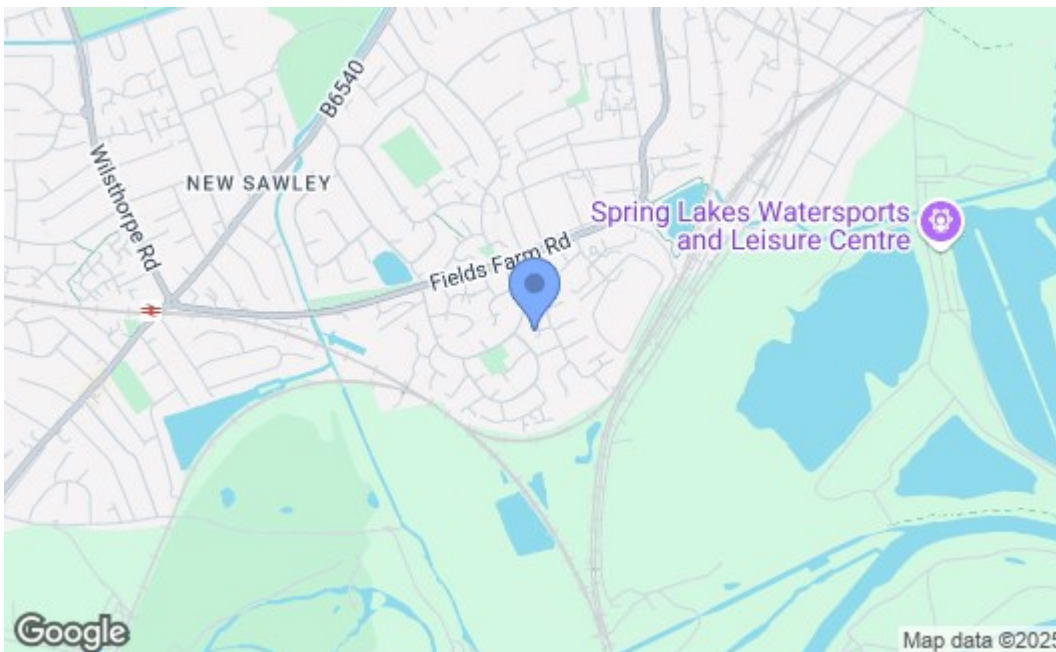 B6540
Wilsthorpe Rd
NEW SAWLEY
Spring Lakes Watersports
and Leisure Centre
Fields Farm Rd
Google
Map data ©2025